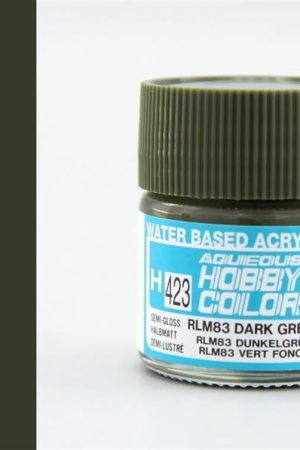 WATER BASED ACRY
AQUEOUS
HOBBY
COLOR
H 423
SEMI-GLOSS
HALBMATT
DEMI-LUSTRÉ
RLM83 DARK GRE
RLM83 DUNKELGRÜ
RLM83 VERT FONC